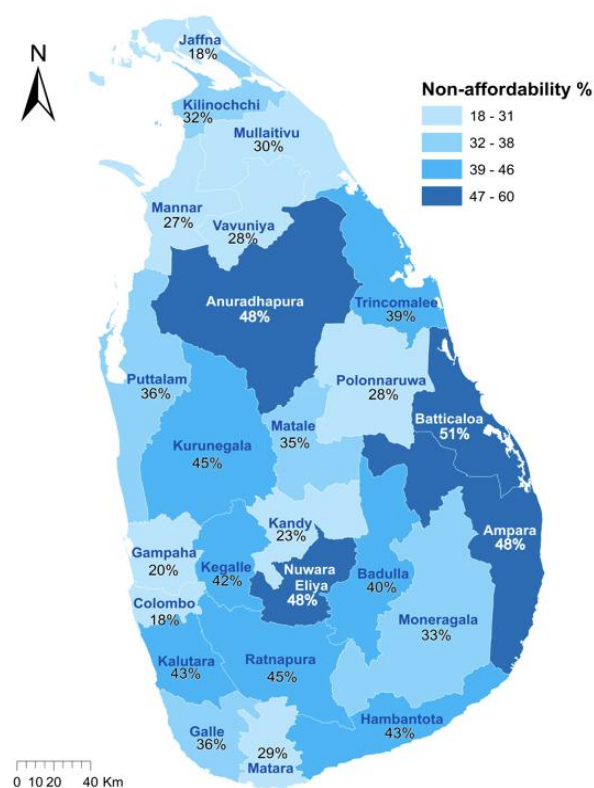 N
Jaffna
18%
Kilinochchi
32%
Mullaitivu
30%
Mannar
27%
Vavuniya
28%
Anuradhapura
48%
Trincomalee
39%
Puttalam
36%
Polonnaruwa
28%
Batticaloa
51%
Matale
35%
Kurunegala
45%
Kandy
23%
Ampara
48%
Gampaha
20%
Kegalle
42%
Nuwara
Eliya
48%
Badulla
40%
Colombo
18%
Moneragala
33%
Kalutara
43%
Ratnapura
45%
Galle
36%
29%
Matara
Hambantota
43%
Non-affordability %
18 - 31
32 - 38
39 - 46
47 - 60
0 10 20 40 Km